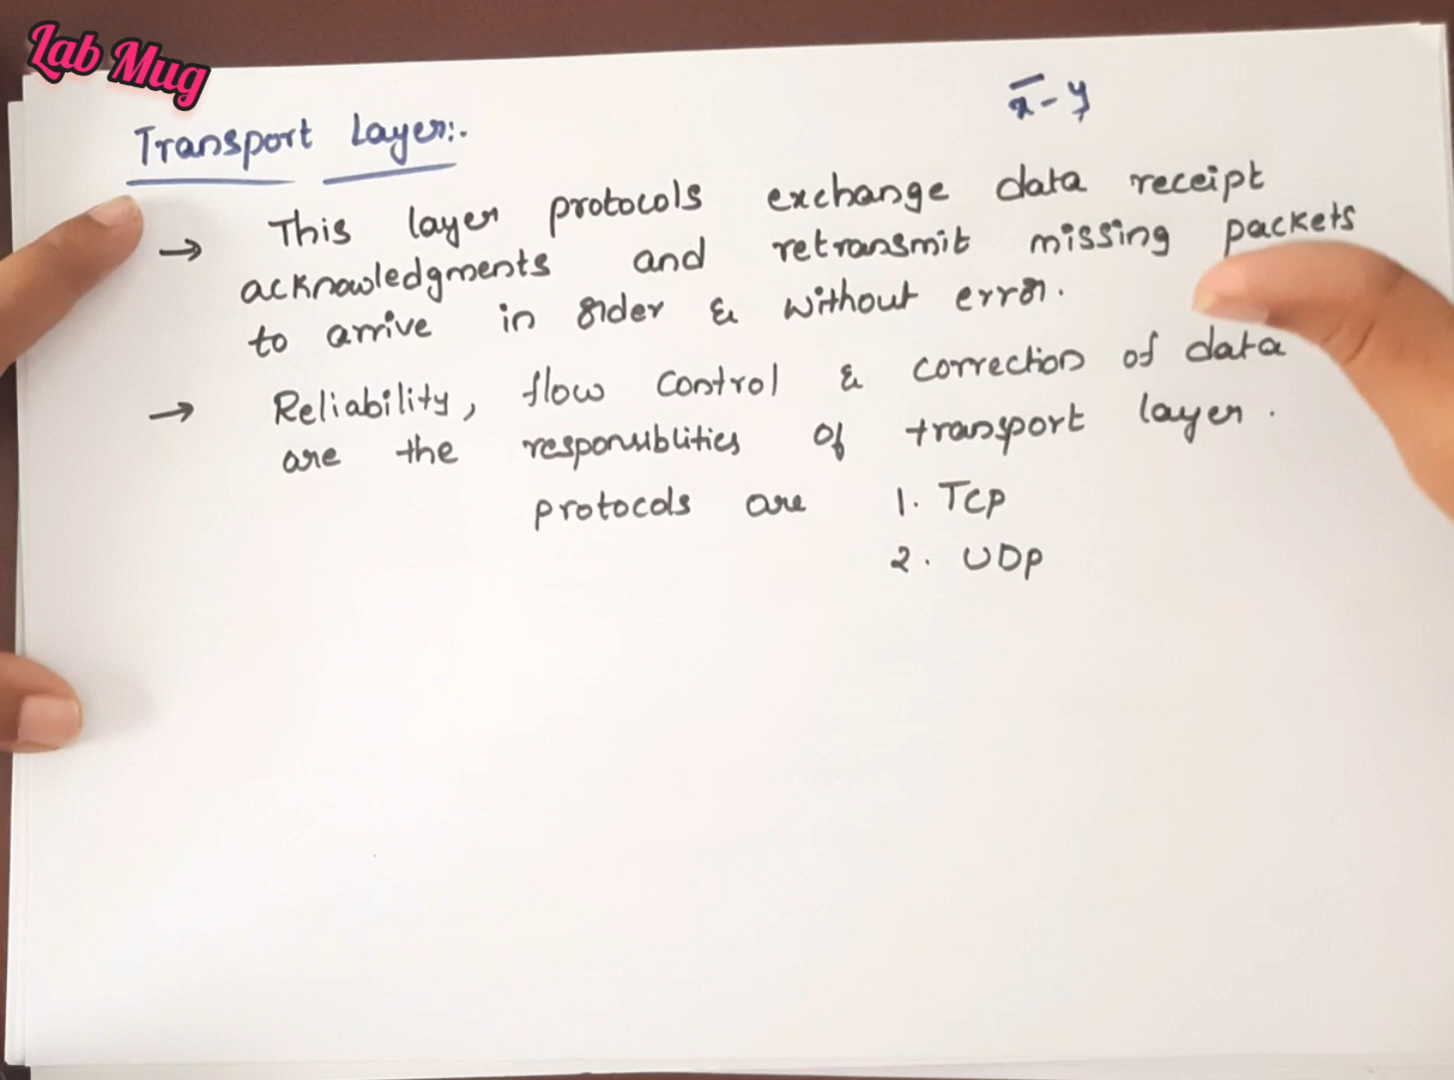 Lab Mug
x̄ - y
Transport Layer:.
→ This layer protocols exchange data receipt
acknowledgments and retransmit missing packets
to arrive in order & without error.
→ Reliability, flow control & correction of data
are the responsiblities of transport layer.
protocols are 1. TCP
2. UDP